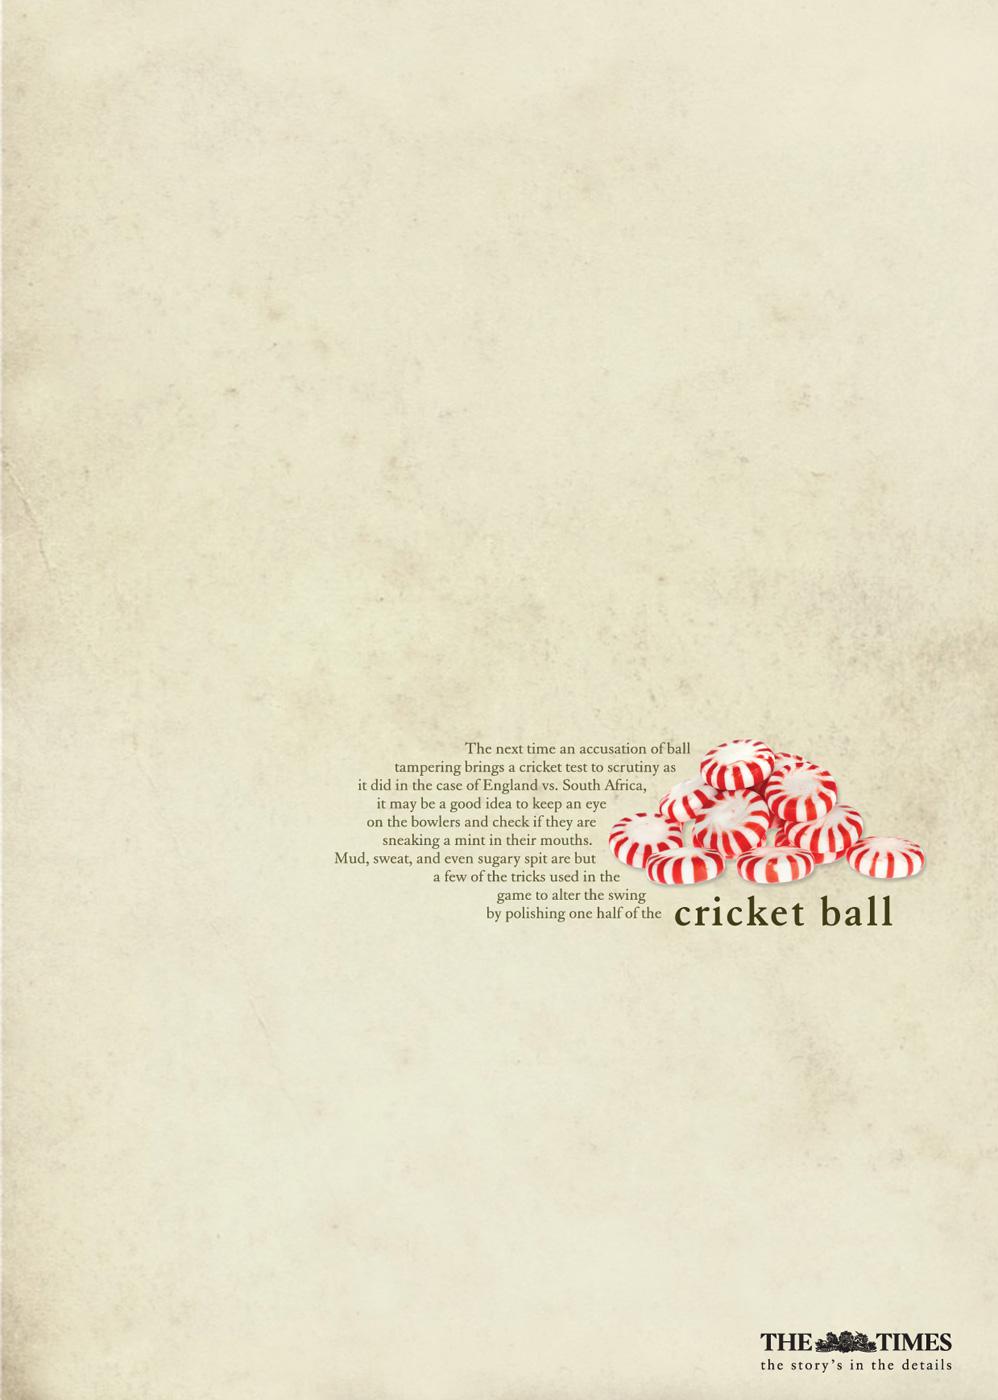 The next time an accusation of ball
tampering brings a cricket test to scrutiny as
it did in the case of England vs. South Africa,
it may be a good idea to keep an eye
on the bowlers and check if they are
sneaking a mint in their mouths.
Mud, sweat, and even sugary spit are but
a few of the tricks used in the
game to alter the swing
by polishing one half of the cricket ball
THE TIMES
the story's in the details